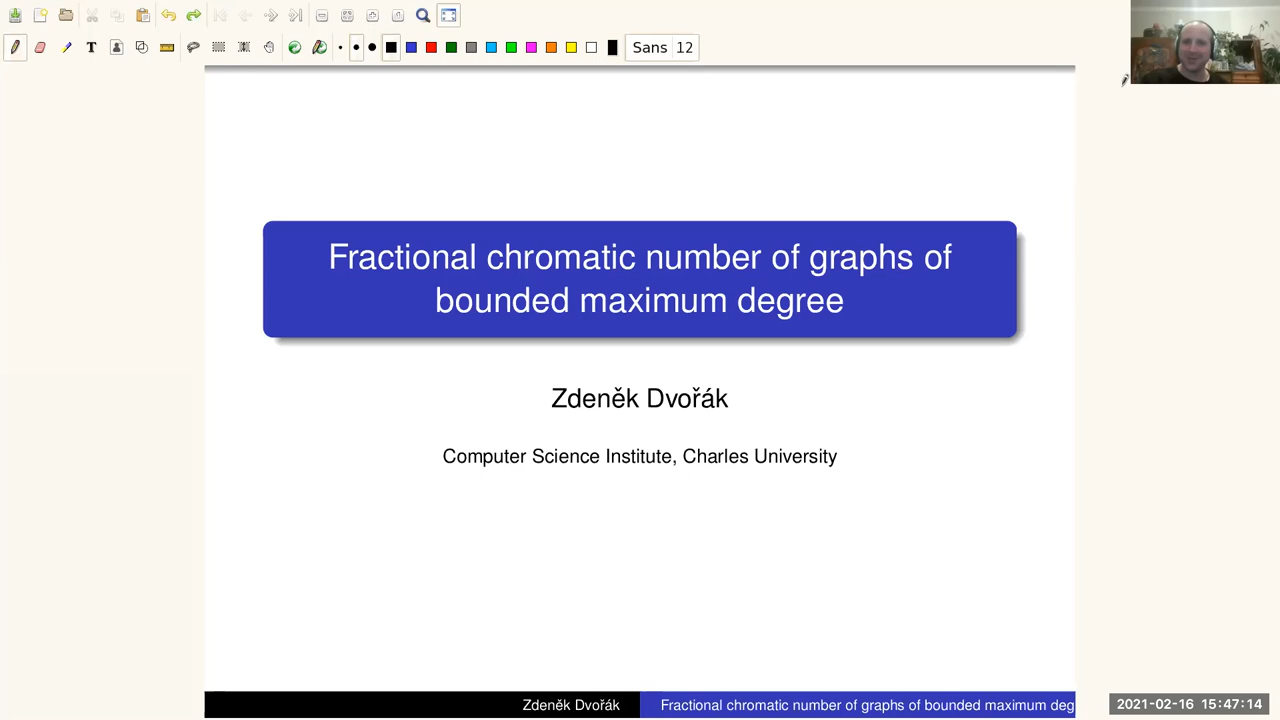 T
Sans 12
Fractional chromatic number of graphs of
bounded maximum degree
Zdeněk Dvořák
Computer Science Institute, Charles University
Zdeněk Dvořák
Fractional chromatic number of graphs of bounded maximum deg
2021-02-16 15:47:14